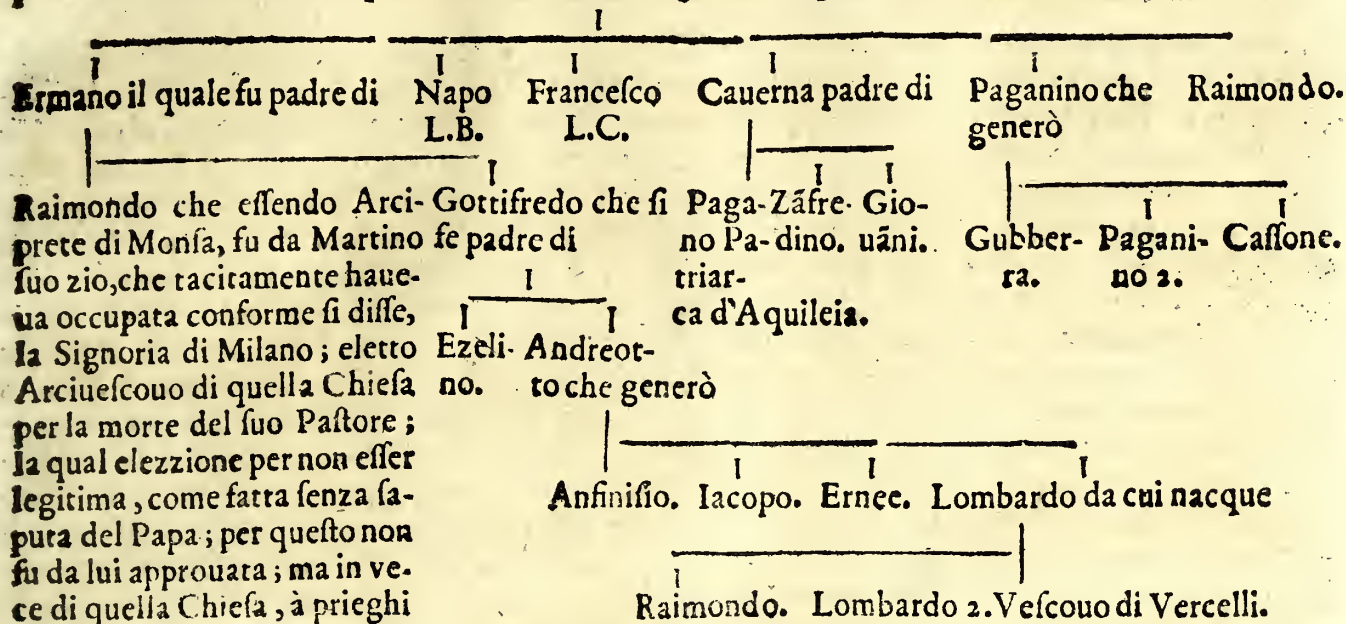 Ermano il quale fu padre di Napo Franceſco Cauerna padre di Paganino che Raimondo.
L.B. L.C. generò
Raimondo che eſſendo Arci- Gottifredo che ſi Paga- Zãfre- Gio-
prete di Monſa, fu da Martino fe padre di no Pa- dino. uãni. Gubber- Pagani- Caſſone.
ſuo zio, che tacitamente haue- triar- ra. no 2.
ua occupata conforme ſi diſſe, ca d'Aquileia.
la Signoria di Milano; eletto Ezeli- Andreot-
Arciueſcouo di quella Chieſa no. to che generò
per la morte del ſuo Paſtore;
la qual elezzione per non eſſer
legitima, come fatta ſenza ſa- Anfiniſio. Iacopo. Ernee. Lombardo da cui nacque
puta del Papa; per queſto non
fu da lui approuata; ma in ve-
ce di quella Chieſa, à prieghi Raimondo. Lombardo 2. Veſcouo di Vercelli.